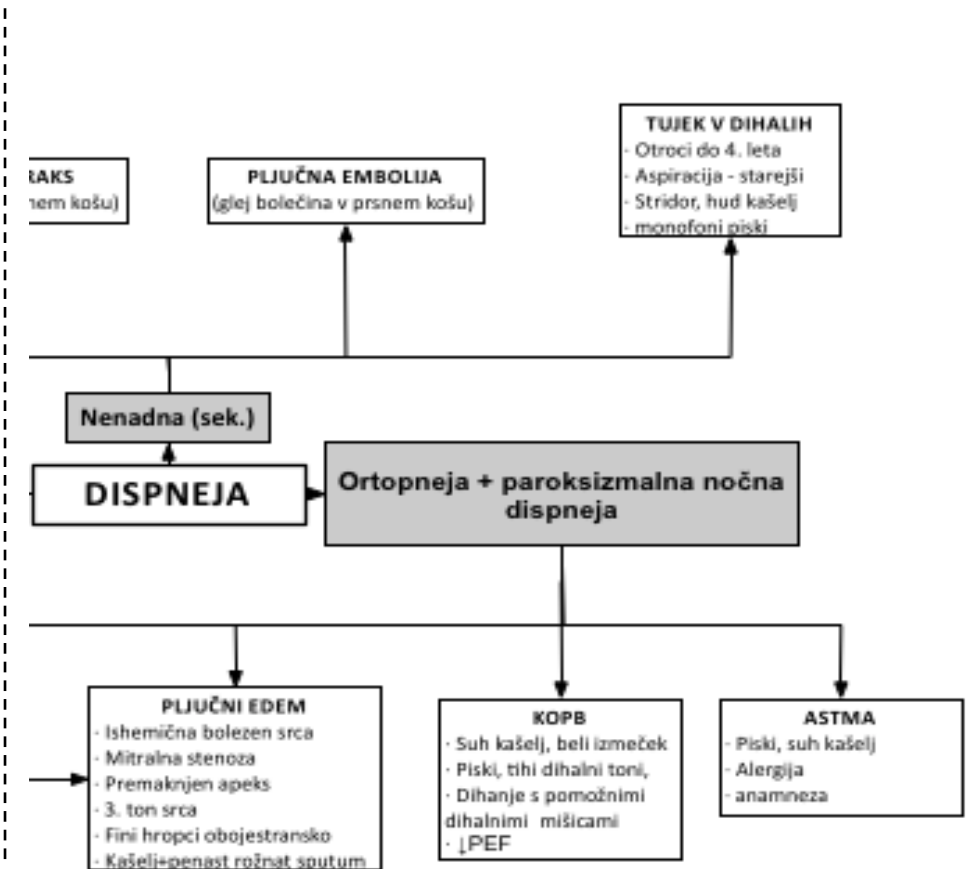 TUJEK V DIHALIH
· Otroci do 4. leta
· Aspiracija - starejši
· Stridor, hud kašelj
· monofoni piski
RAKS
nem košu)
PLJUČNA EMBOLIJA
(glej bolečina v prsnem košu)
Nenadna (sek.)
DISPNEJA
Ortopneja + paroksizmalna nočna
dispneja
PLJUČNI EDEM
· Ishemična bolezen srca
· Mitralna stenoza
· Premaknjen apeks
· 3. ton srca
· Fini hropci obojestransko
· Kašelj+penast rožnat sputum
KOPB
· Suh kašelj, beli izmeček
· Piski, tihi dihalni toni,
· Dihanje s pomožnimi
dihalnimi mišicami
· ↓PEF
ASTMA
· Piski, suh kašelj
· Alergija
· anamneza